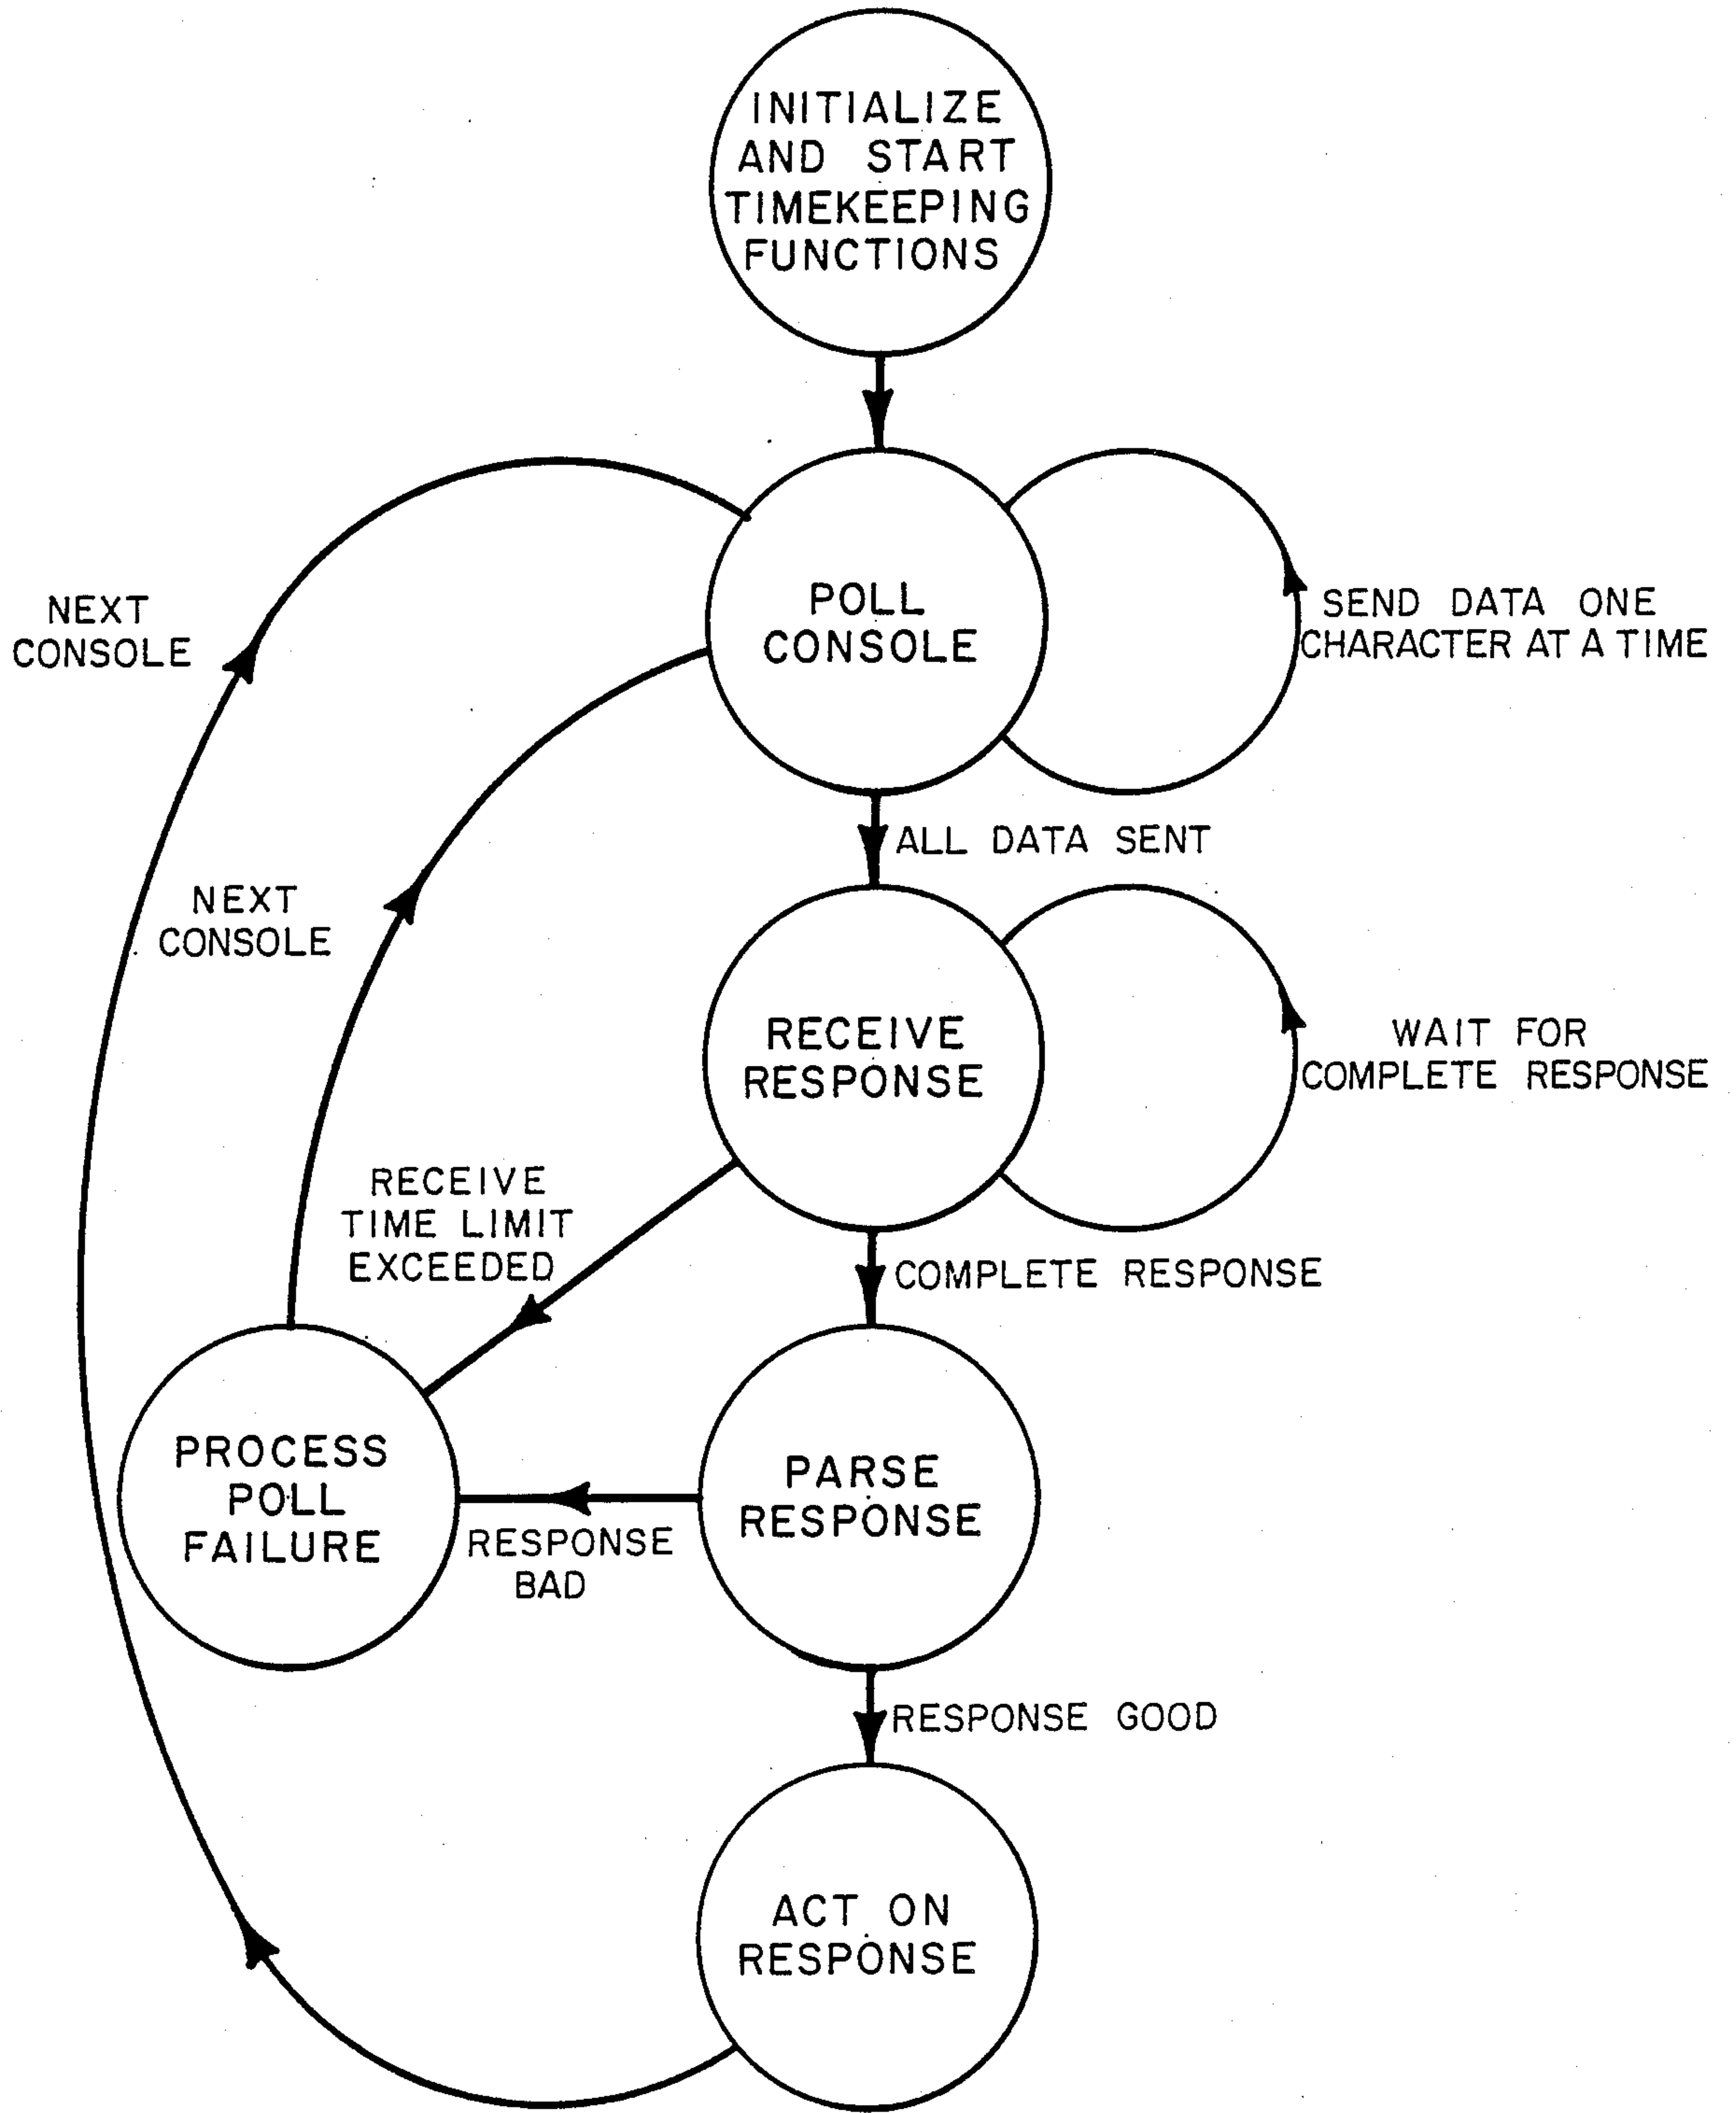 INITIALIZE
AND START
TIMEKEEPING
FUNCTIONS
NEXT
CONSOLE
POLL
CONSOLE
SEND DATA ONE
CHARACTER AT A TIME
ALL DATA SENT
NEXT
CONSOLE
RECEIVE
RESPONSE
WAIT FOR
COMPLETE RESPONSE
RECEIVE
TIME LIMIT
EXCEEDED
COMPLETE RESPONSE
PROCESS
POLL
FAILURE
RESPONSE
BAD
PARSE
RESPONSE
RESPONSE GOOD
ACT ON
RESPONSE